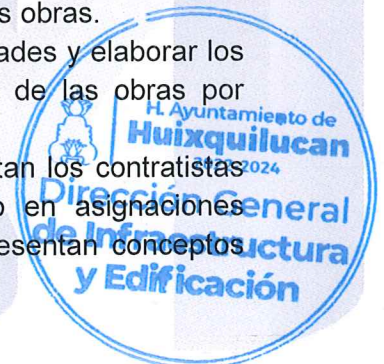 s obras.
ades y elaborar los
de las obras por
H. Ayuntamiento de
Huixquilucan
2022-2024
tan los contratistas
Dirección General
o en asignaciones
de Infraestructura
esentan conceptos
y Edificación